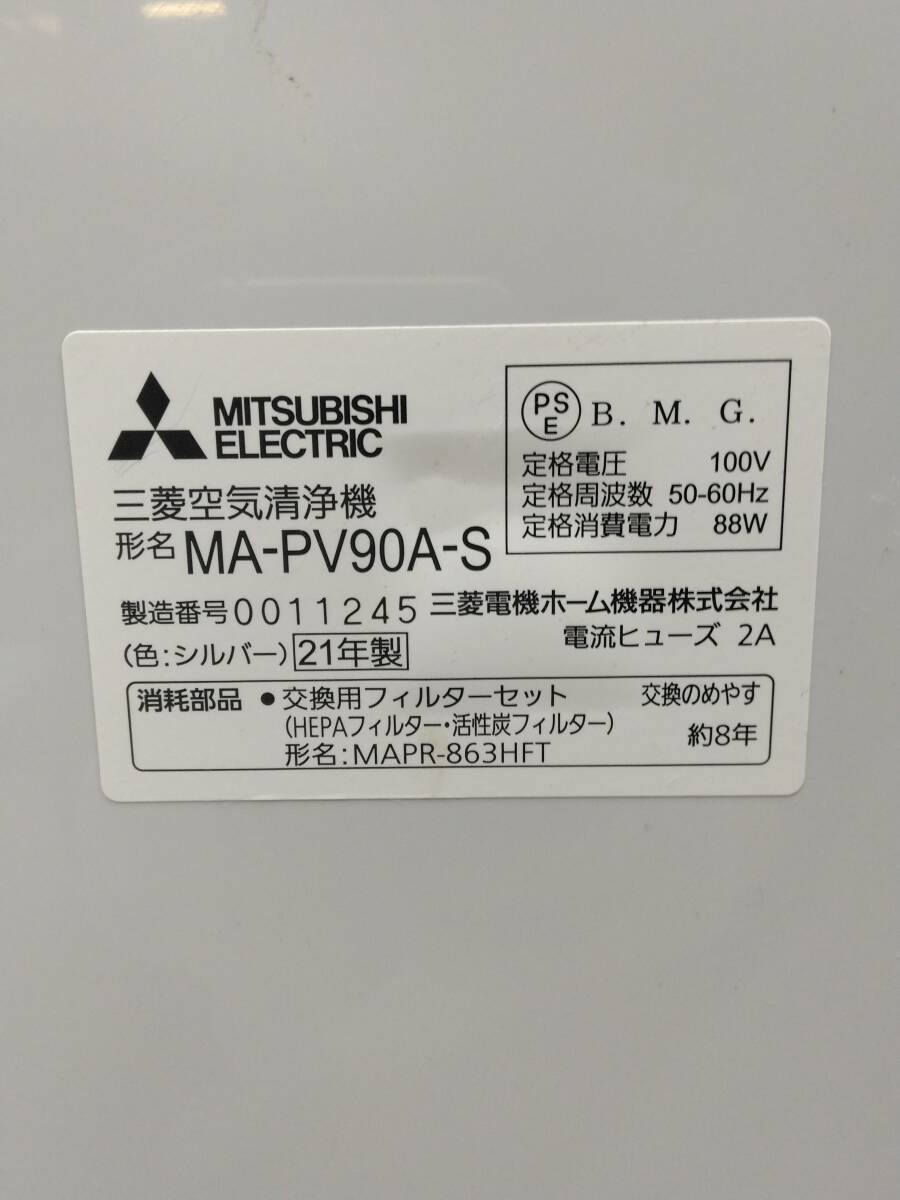 MITSUBISHI
ELECTRIC
三菱空気清浄機
形名 MA-PV90A-S
PS
E
B. M. G.
定格電圧 100V
定格周波数 50-60Hz
定格消費電力 88W
製造番号 0011245 三菱電機ホーム機器株式会社
(色:シルバー) 21年製 電流ヒューズ 2A
消耗部品 ● 交換用フィルターセット 交換のめやす
(HEPAフィルター・活性炭フィルター) 約8年
形名:MAPR-863HFT